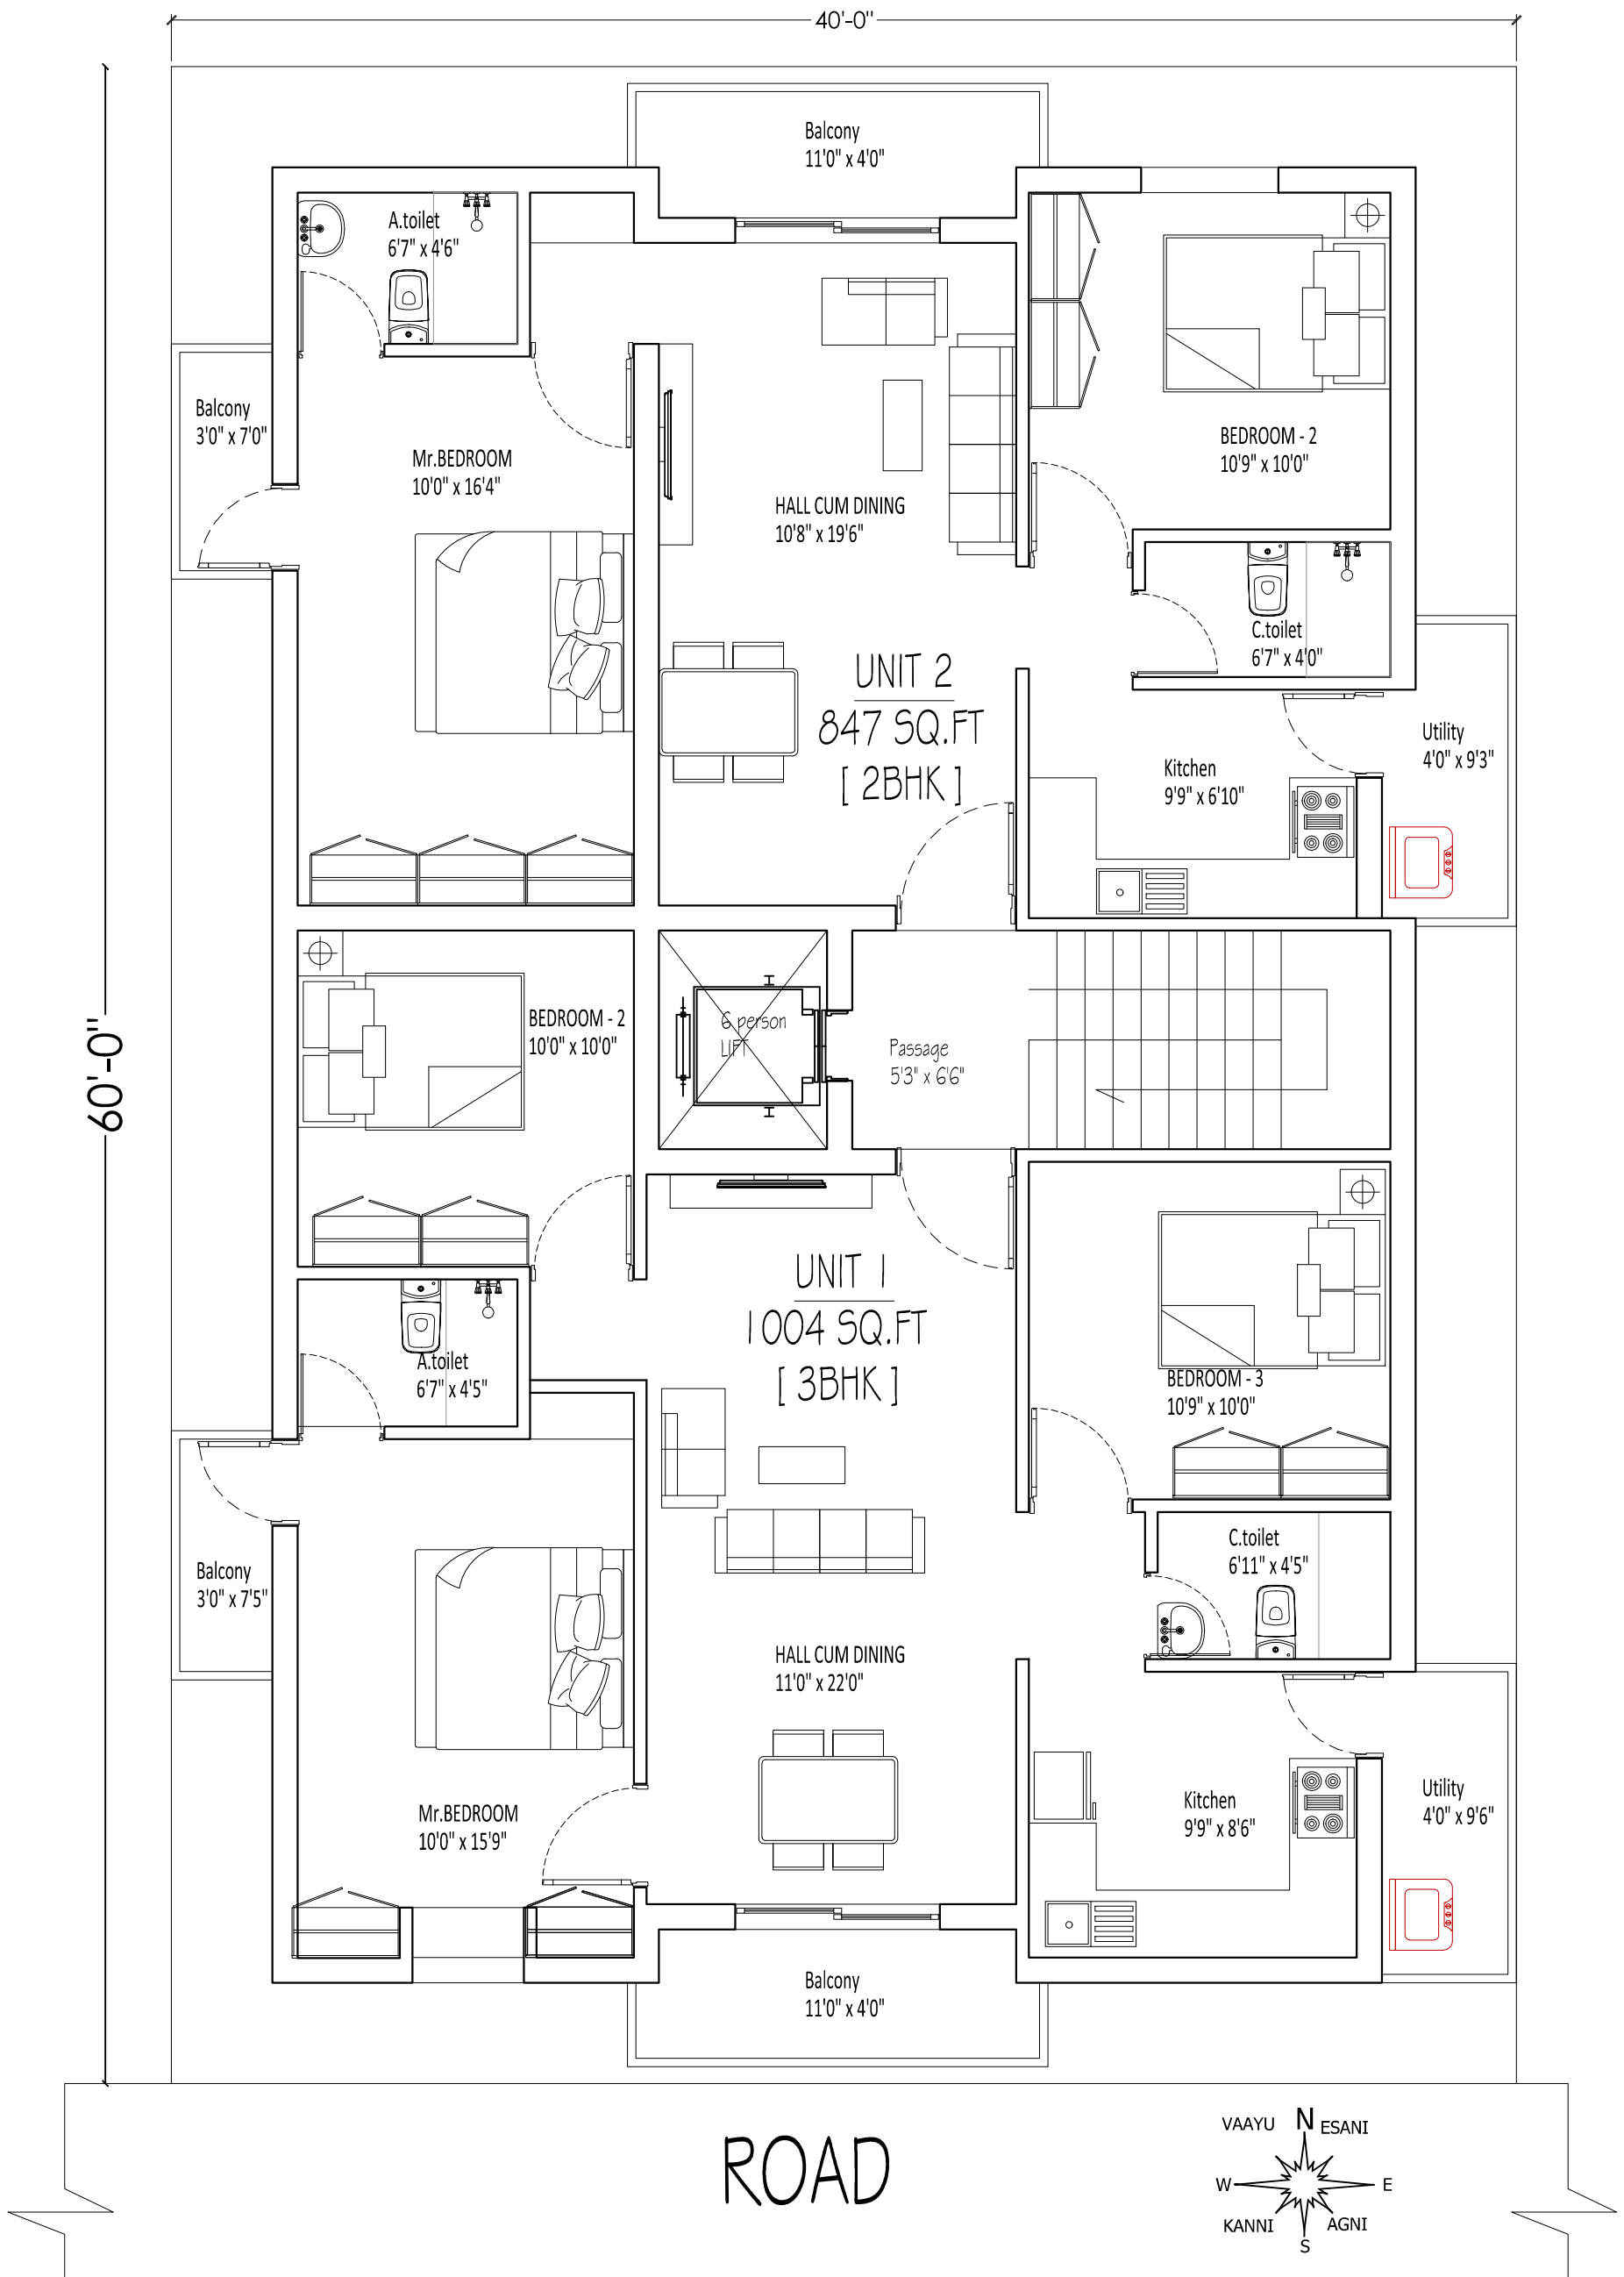 40'-0"
Balcony
11'0" x 4'0"
A.toilet
6'7" x 4'6"
Balcony
3'0" x 7'0"
Mr.BEDROOM
10'0" x 16'4"
HALL CUM DINING
10'8" x 19'6"
BEDROOM - 2
10'9" x 10'0"
C.toilet
6'7" x 4'0"
UNIT 2
847 SQ.FT
[ 2BHK ]
Kitchen
9'9" x 6'10"
Utility
4'0" x 9'3"
60'-0"
BEDROOM - 2
10'0" x 10'0"
6 person
LIFT
Passage
5'3" x 6'6"
UNIT 1
1004 SQ.FT
[ 3BHK ]
A.toilet
6'7" x 4'5"
BEDROOM - 3
10'9" x 10'0"
C.toilet
6'11" x 4'5"
Balcony
3'0" x 7'5"
HALL CUM DINING
11'0" x 22'0"
Mr.BEDROOM
10'0" x 15'9"
Kitchen
9'9" x 8'6"
Utility
4'0" x 9'6"
Balcony
11'0" x 4'0"
ROAD
VAAYU N ESANI
W E
KANNI AGNI
S